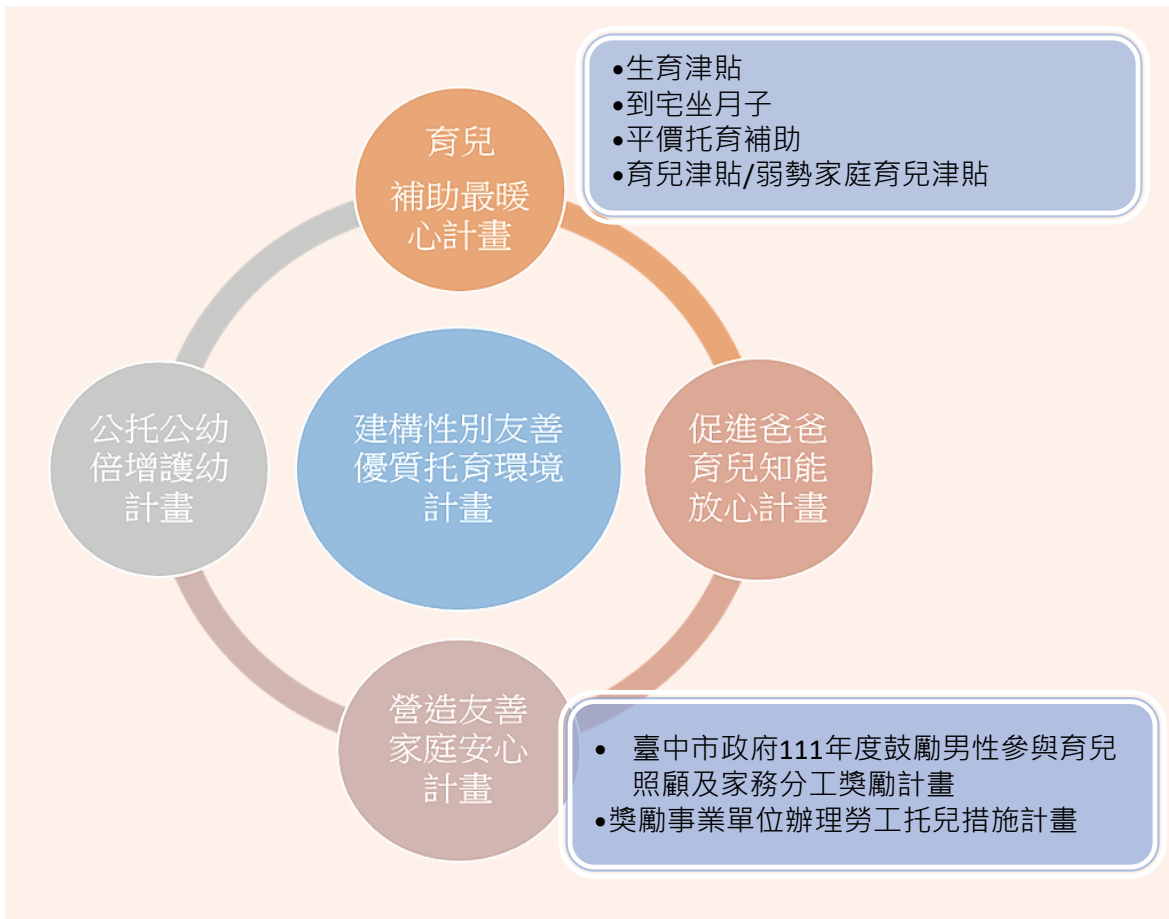 •生育津貼
•到宅坐月子
•平價托育補助
•育兒津貼/弱勢家庭育兒津貼
育兒
補助最暖
心計畫
公托公幼
倍增護幼
計畫
建構性別友善
優質托育環境
計畫
促進爸爸
育兒知能
放心計畫
營造友善
家庭安心
計畫
• 臺中市政府111年度鼓勵男性參與育兒
照顧及家務分工獎勵計畫
•獎勵事業單位辦理勞工托兒措施計畫